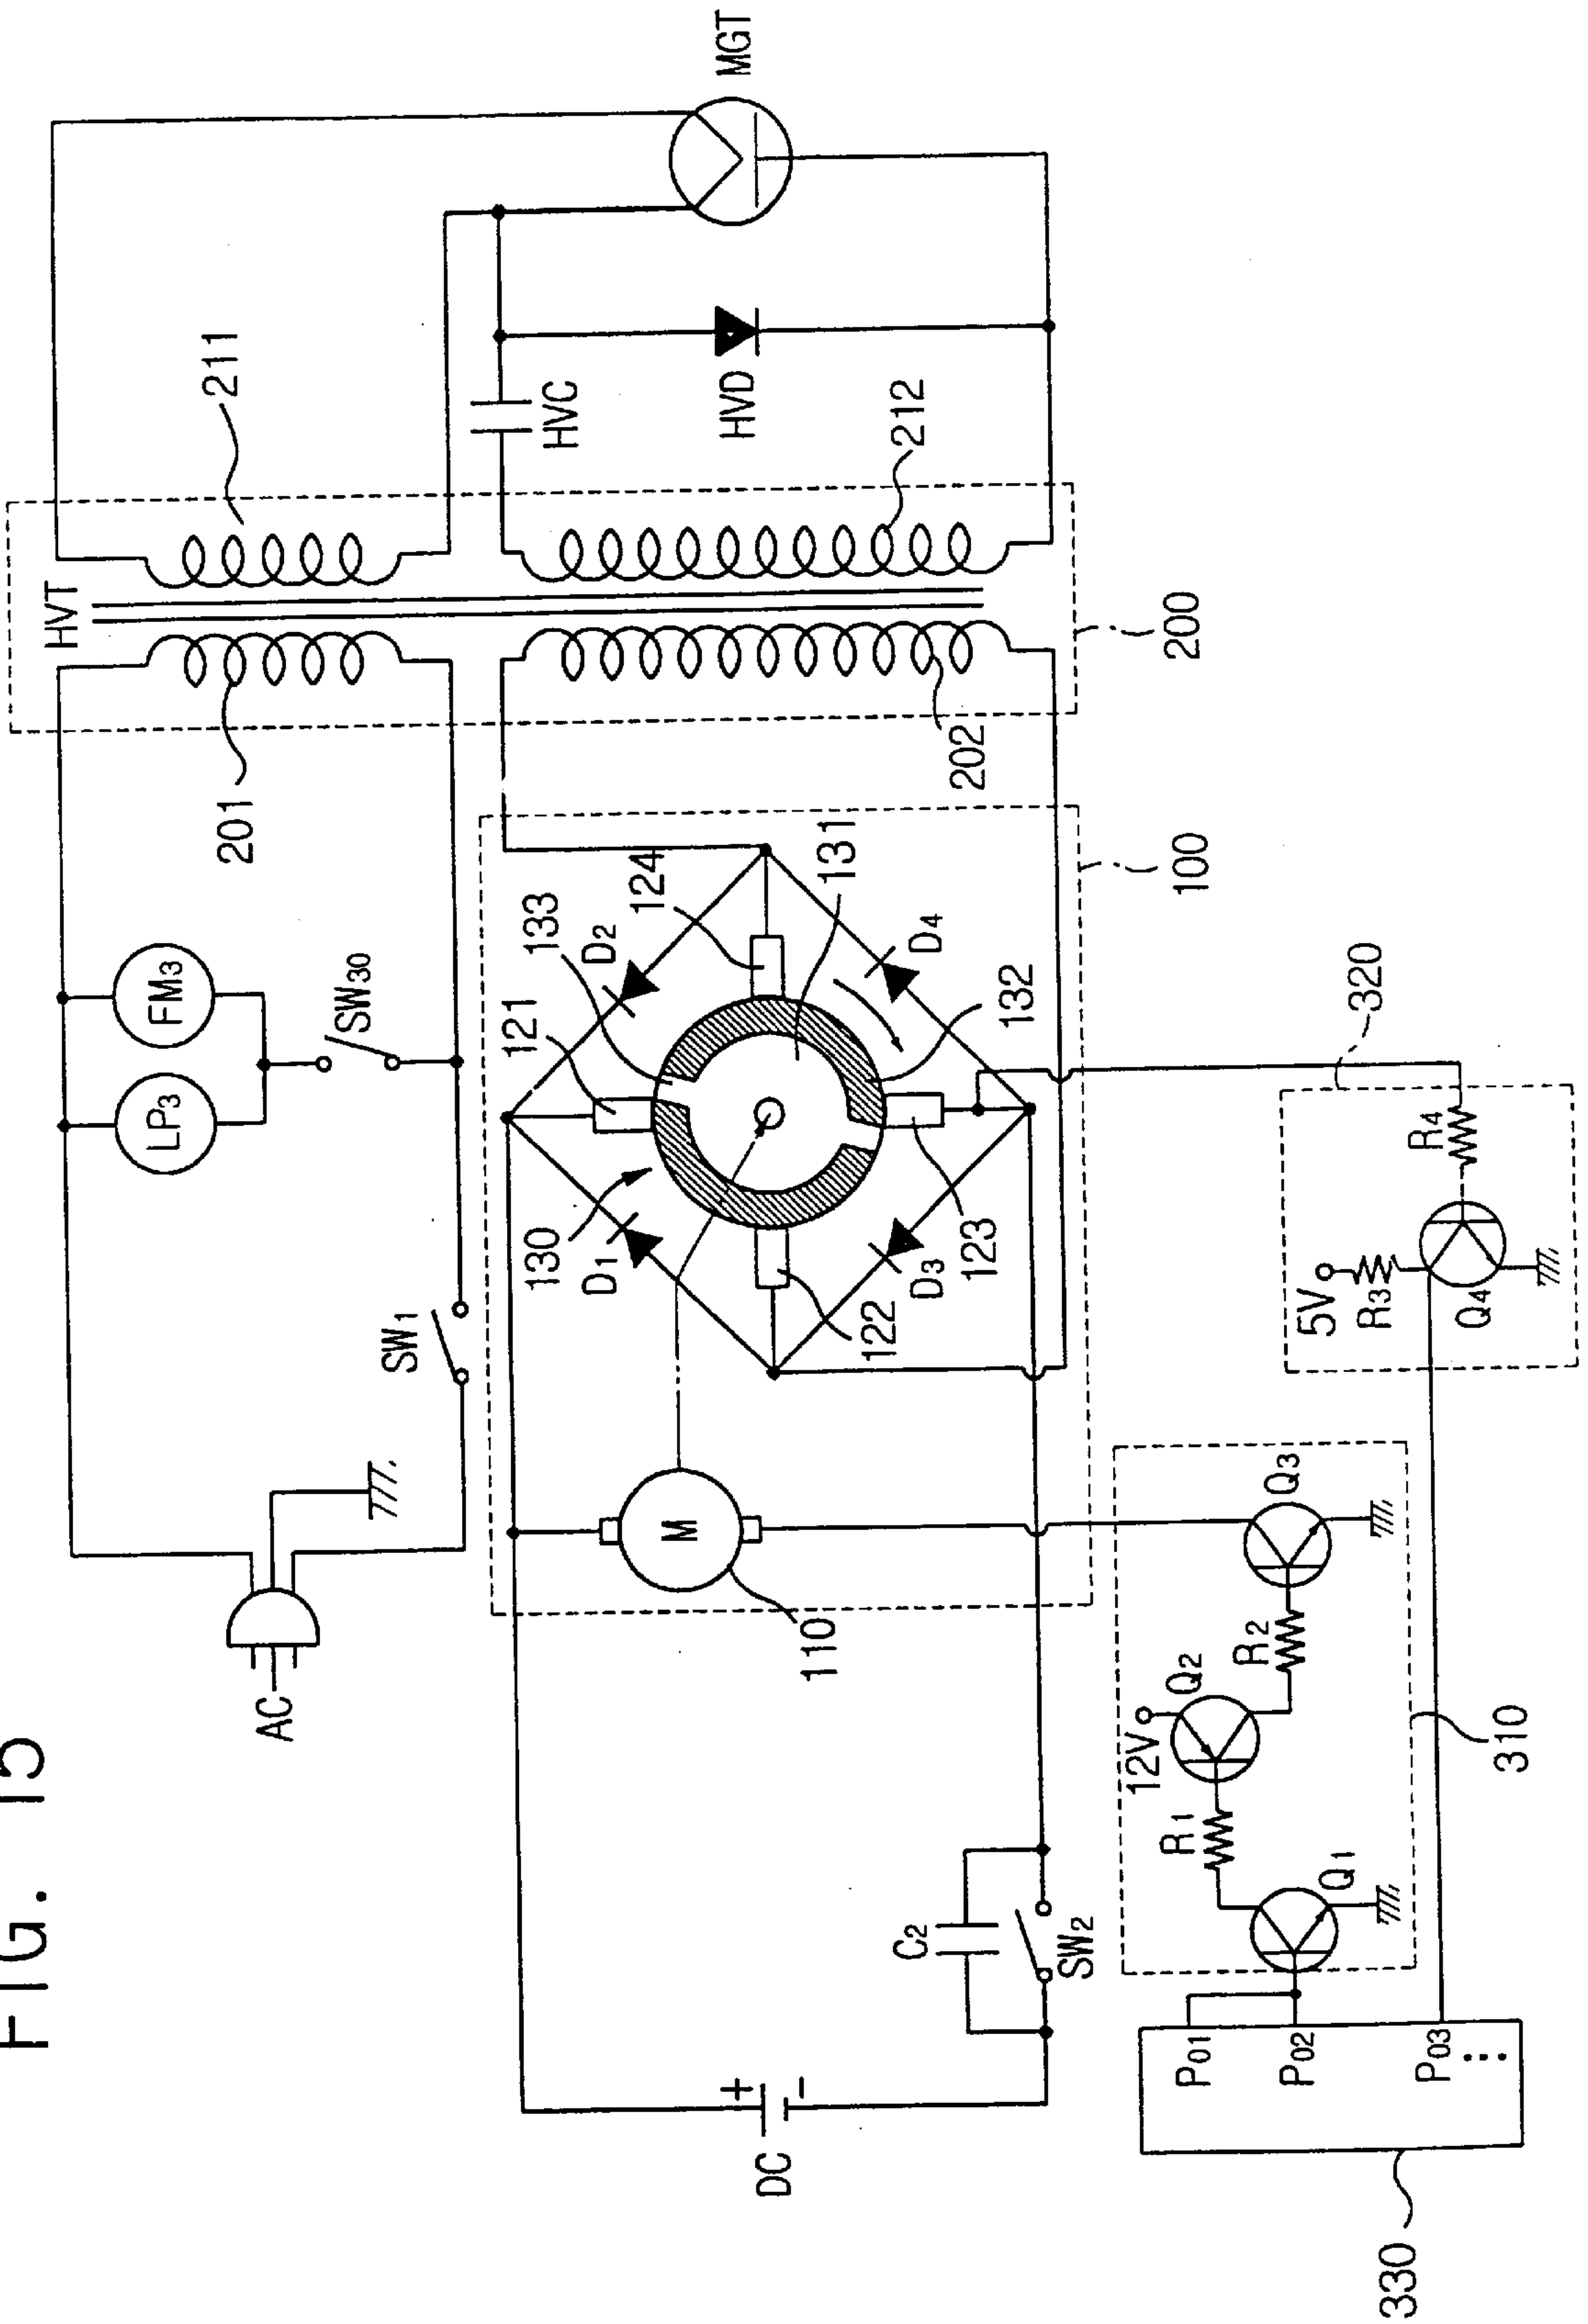 FIG. 15
AC
SW1
LP3
FM3
SW30
201
HVT
211
HVC
HVD
MGT
212
202
200
DC
+
-
C2
SW2
M
110
130
D1
121
133
D2
124
131
122
D3
123
132
D4
100
330
P01
P02
P03
Q1
R1
12V
Q2
R2
Q3
310
5V
R3
Q4
R4
320